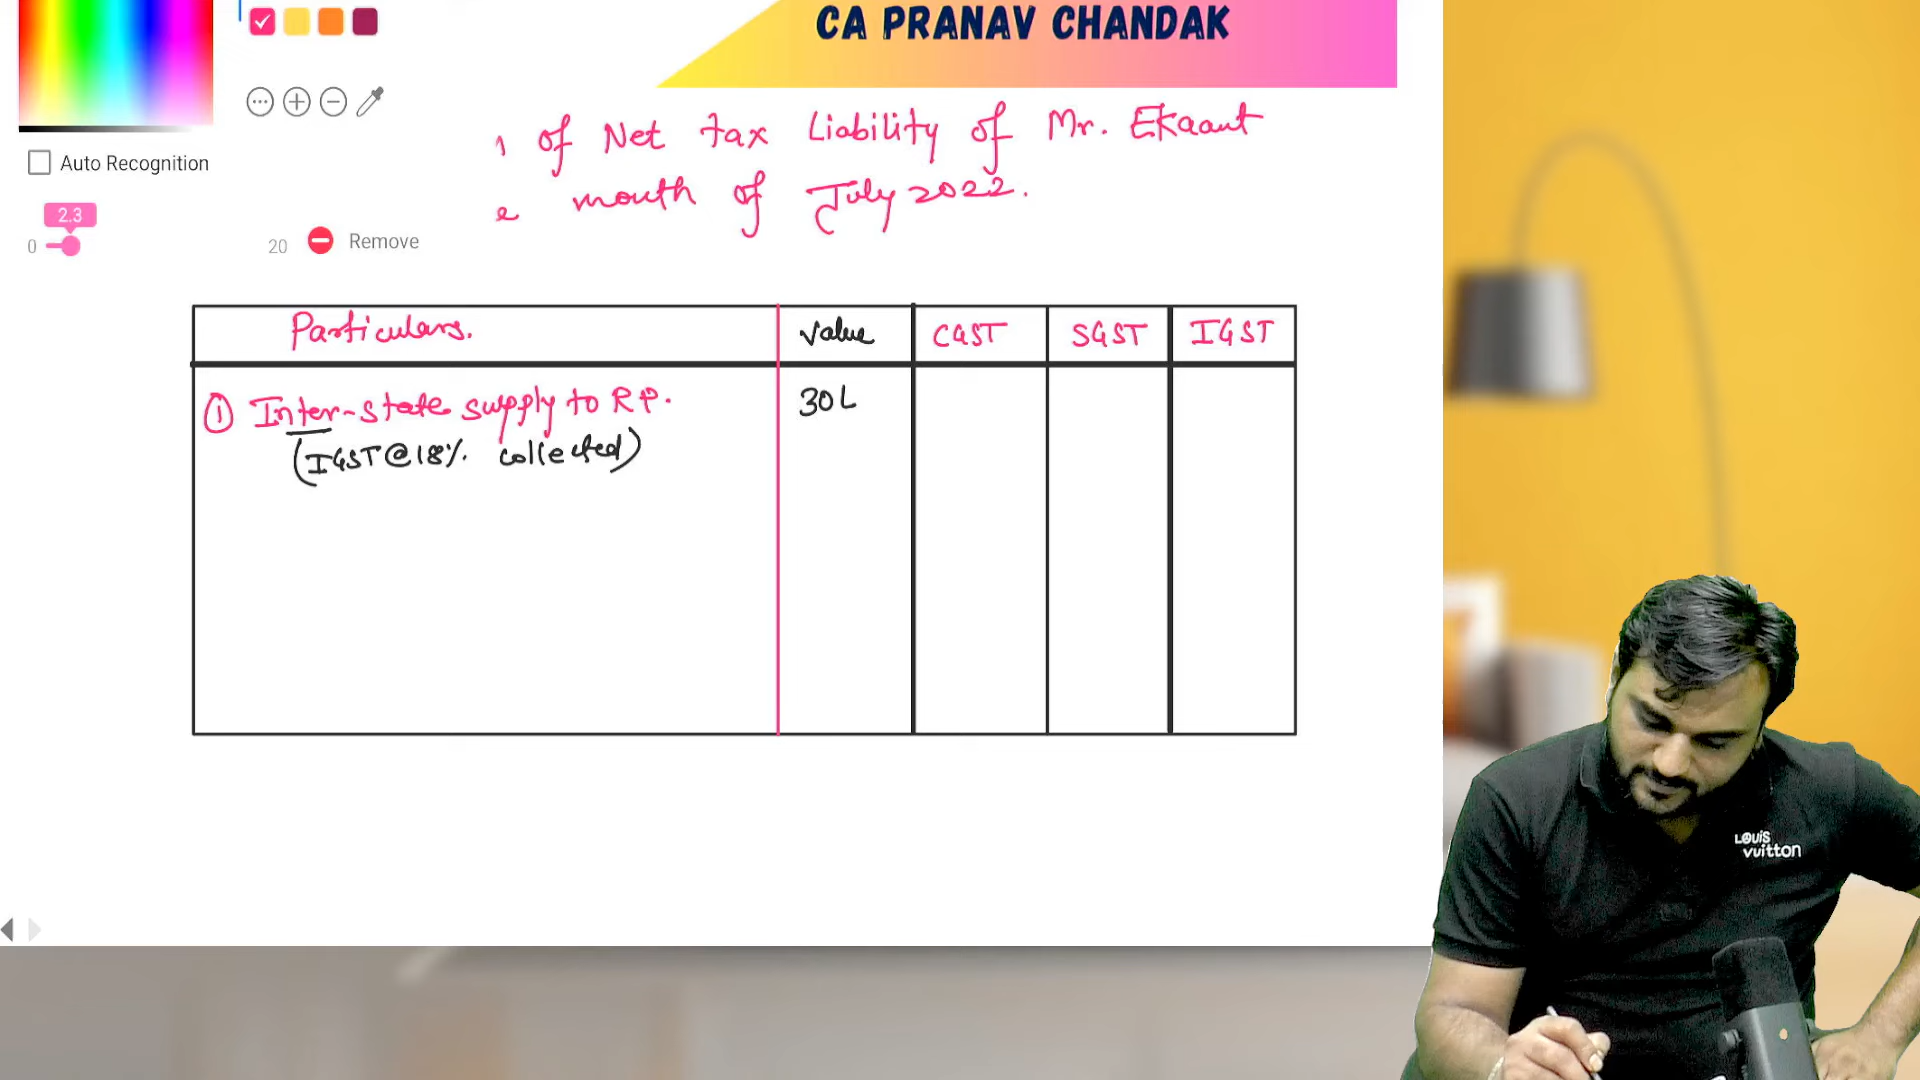 CA PRANAV CHANDAK
Auto Recognition
2.3
0
20
Remove
of Net tax Liability of Mr. Ekaant
e month of July 2022.
Particulars.
Value
CGST
SGST
IGST
① Inter-state supply to RP.
30L
(IGST@18% collected)
Louis
Vuitton